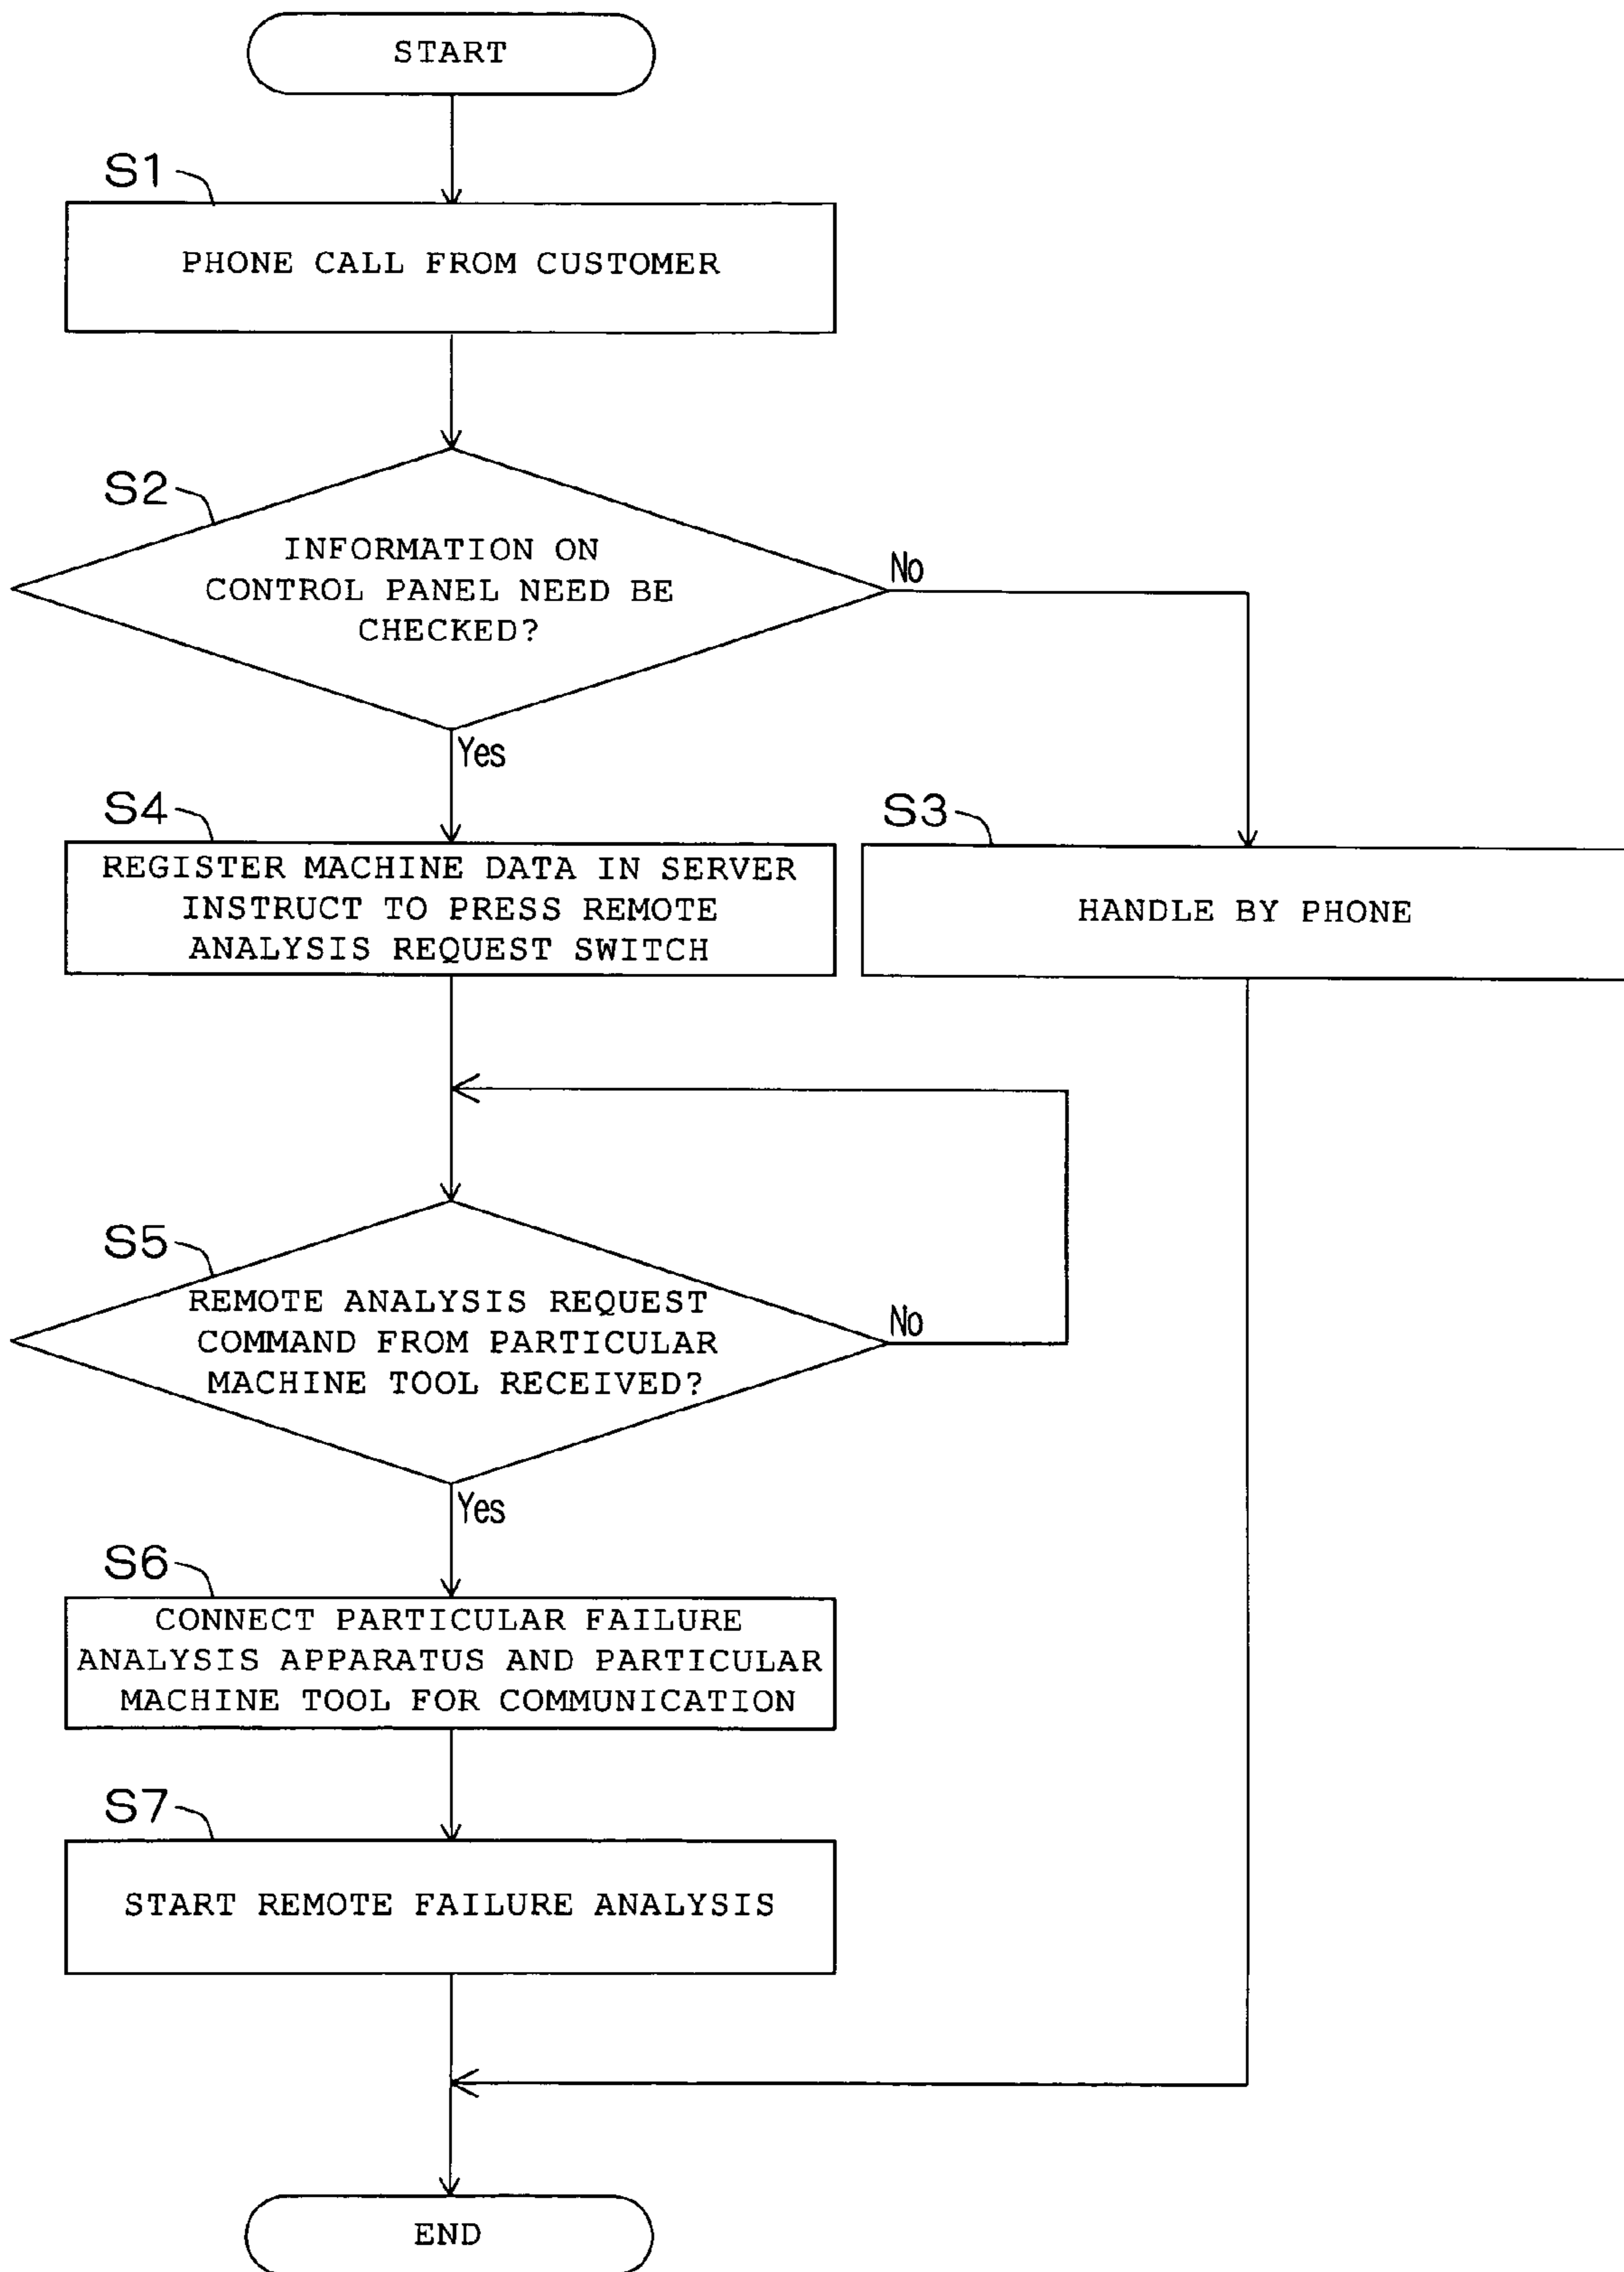 START
S1
PHONE CALL FROM CUSTOMER
S2
INFORMATION ON
CONTROL PANEL NEED BE
CHECKED?
No
Yes
S4
REGISTER MACHINE DATA IN SERVER
INSTRUCT TO PRESS REMOTE
ANALYSIS REQUEST SWITCH
S3
HANDLE BY PHONE
S5
REMOTE ANALYSIS REQUEST
COMMAND FROM PARTICULAR
MACHINE TOOL RECEIVED?
No
Yes
S6
CONNECT PARTICULAR FAILURE
ANALYSIS APPARATUS AND PARTICULAR
MACHINE TOOL FOR COMMUNICATION
S7
START REMOTE FAILURE ANALYSIS
END